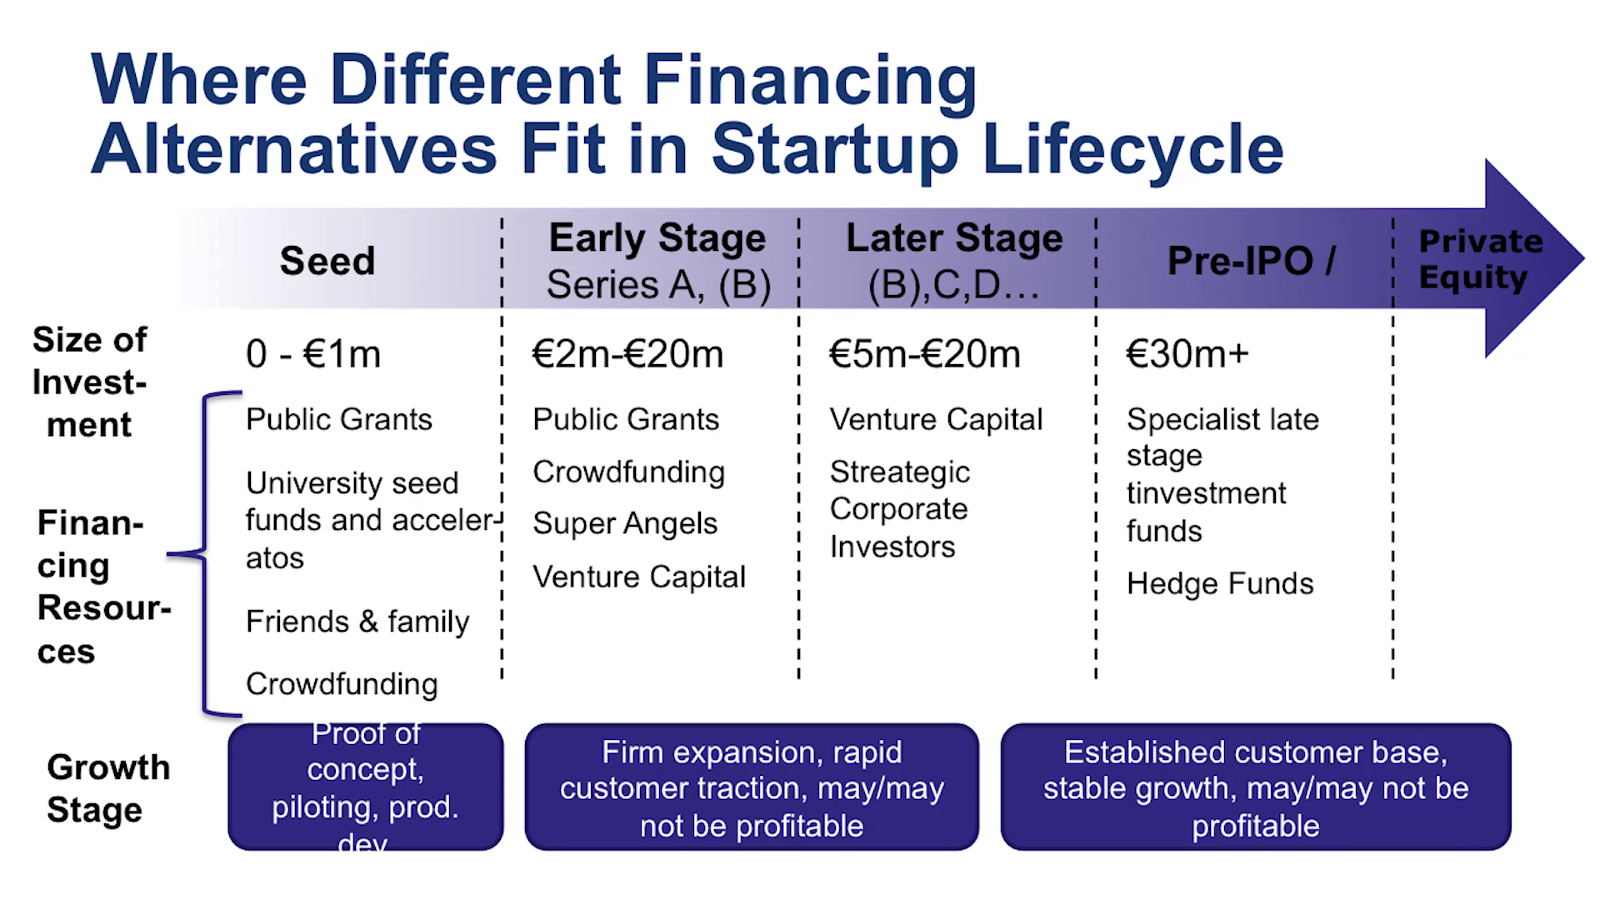 Where Different Financing
Alternatives Fit in Startup Lifecycle
Seed
Early Stage
Series A, (B)
Later Stage
(B),C,D...
Pre-IPO /
Private
Equity
Size of
Invest-
ment
0 - €1m
€2m-€20m
€5m-€20m
€30m+
Finan-
cing
Resour-
ces
Public Grants
University seed
funds and acceler-
atos
Friends & family
Crowdfunding
Public Grants
Crowdfunding
Super Angels
Venture Capital
Venture Capital
Streategic
Corporate
Investors
Specialist late
stage
tinvestment
funds
Hedge Funds
Growth
Stage
Proof of
concept,
piloting, prod.
dev
Firm expansion, rapid
customer traction, may/may
not be profitable
Established customer base,
stable growth, may/may not be
profitable